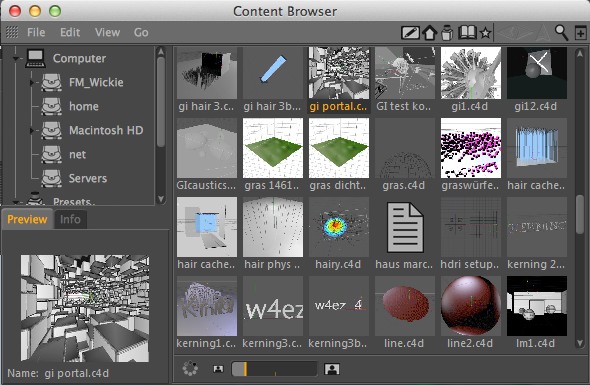 Content Browser
File Edit View Go
Computer
FM_Wickie
home
Macintosh HD
net
Servers
Presets.
gi hair 3.c.. gi hair 3b... gi portal.c.. GI test ko.. gi1.c4d gi12.c4d
GIcaustics... gras 1461.. gras dicht.. gras.c4d graswürfe.. hair cache..
hair cache.. hair phys .. hairy.c4d haus marc.. hdri setup.. kerning 2...
kerning1.c.. kerning3.c.. kerning3b.. line.c4d line2.c4d lm1.c4d
w4ez w4ez 4
Preview Info
Name: gi portal.c4d